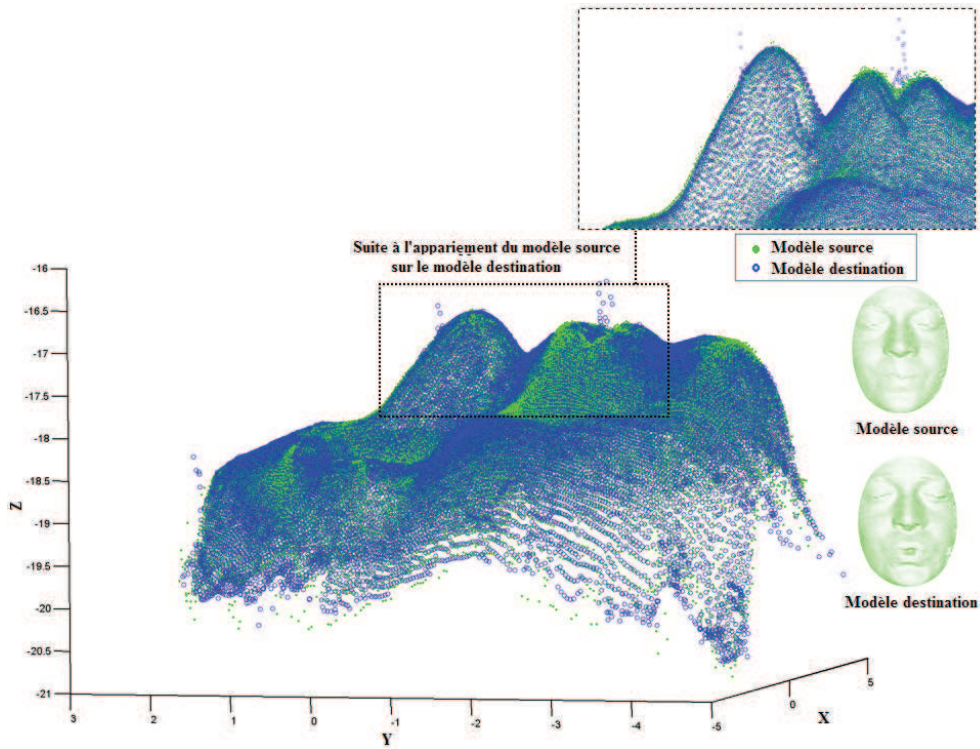 Modèle source
Modèle destination
Suite à l'appariement du modèle source
sur le modèle destination
-16
-16.5
-17
-17.5
-18
-18.5
-19
-19.5
-20
-20.5
-21
Z
3
2
1
0
-1
-2
-3
-4
-5
Y
0
5
X
Modèle source
Modèle destination